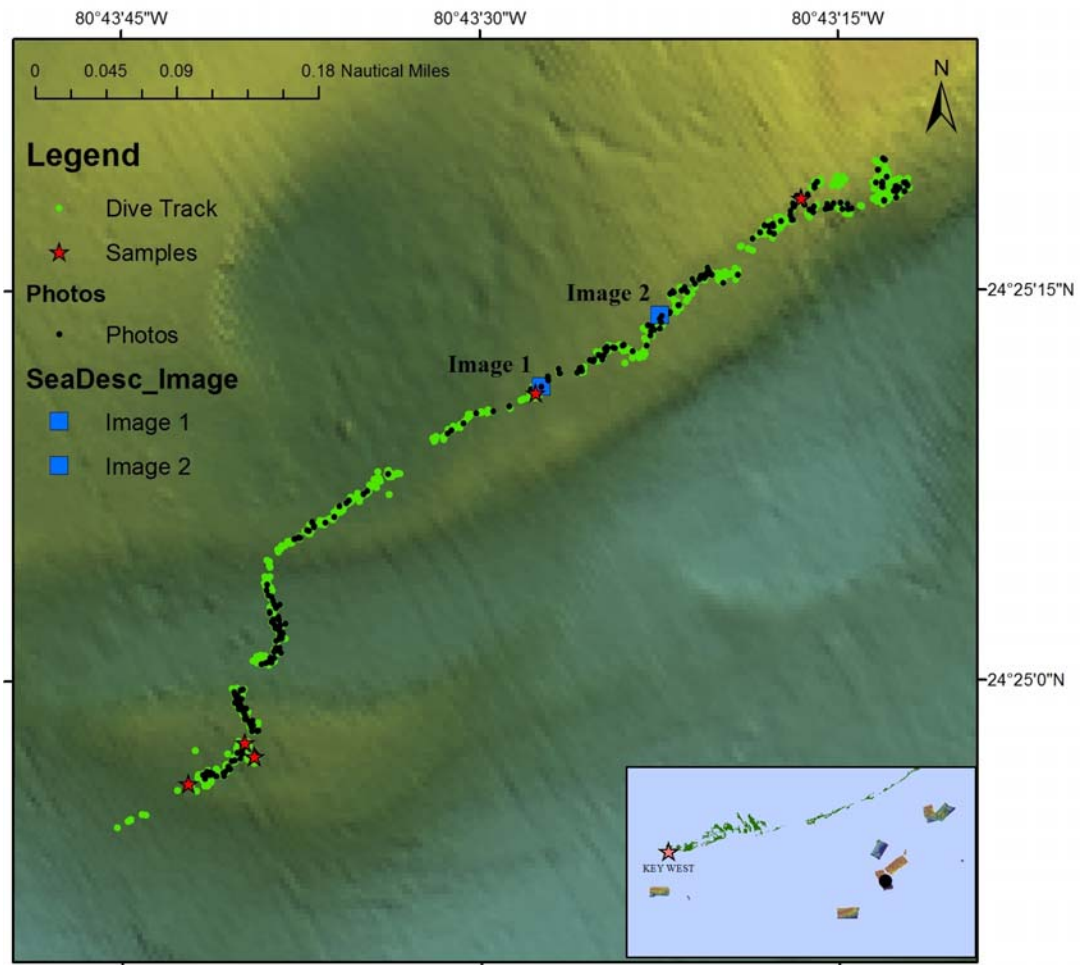 80°43'45"W 80°43'30"W 80°43'15"W
0 0.045 0.09 0.18 Nautical Miles
N
Legend
Dive Track
Samples
Photos
Photos
SeaDesc_Image
Image 1
Image 2
Image 2
24°25'15"N
Image 1
24°25'0"N
KEY WEST